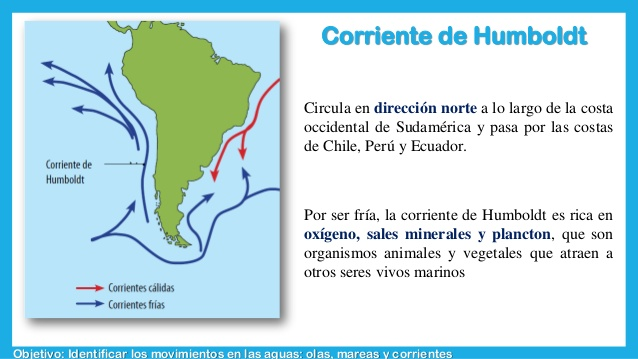 Corriente de Humboldt
Corriente de
Humboldt
Corrientes cálidas
Corrientes frías
Circula en dirección norte a lo largo de la costa
occidental de Sudamérica y pasa por las costas
de Chile, Perú y Ecuador.
Por ser fría, la corriente de Humboldt es rica en
oxígeno, sales minerales y plancton, que son
organismos animales y vegetales que atraen a
otros seres vivos marinos
Objetivo: Identificar los movimientos en las aguas: olas, mareas y corrientes